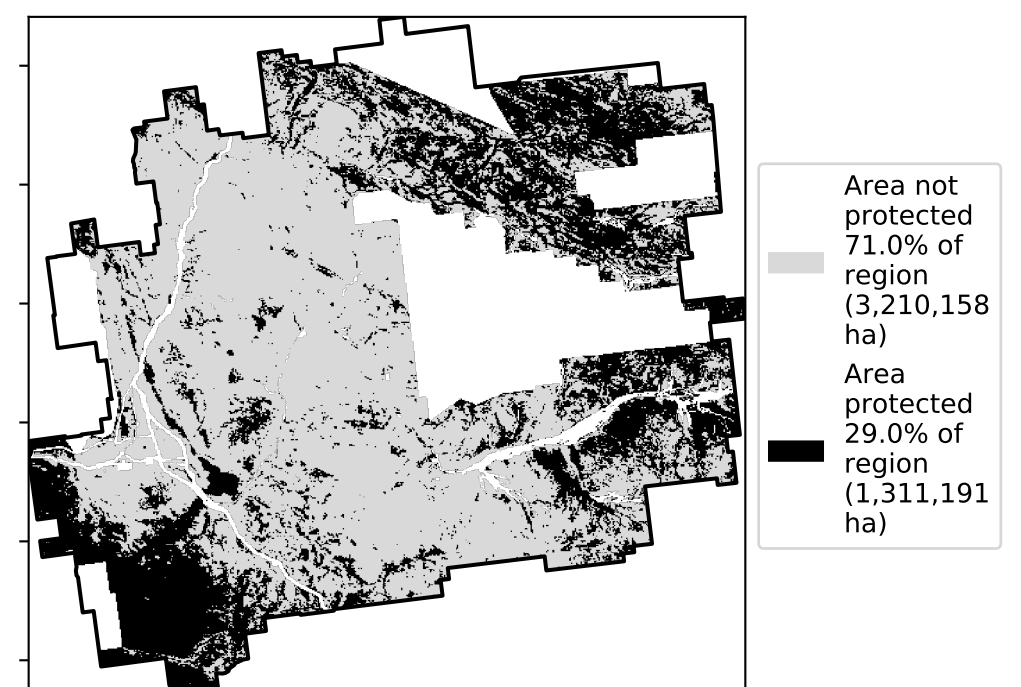 Area not
protected
71.0% of
region
(3,210,158
ha)
Area
protected
29.0% of
region
(1,311,191
ha)